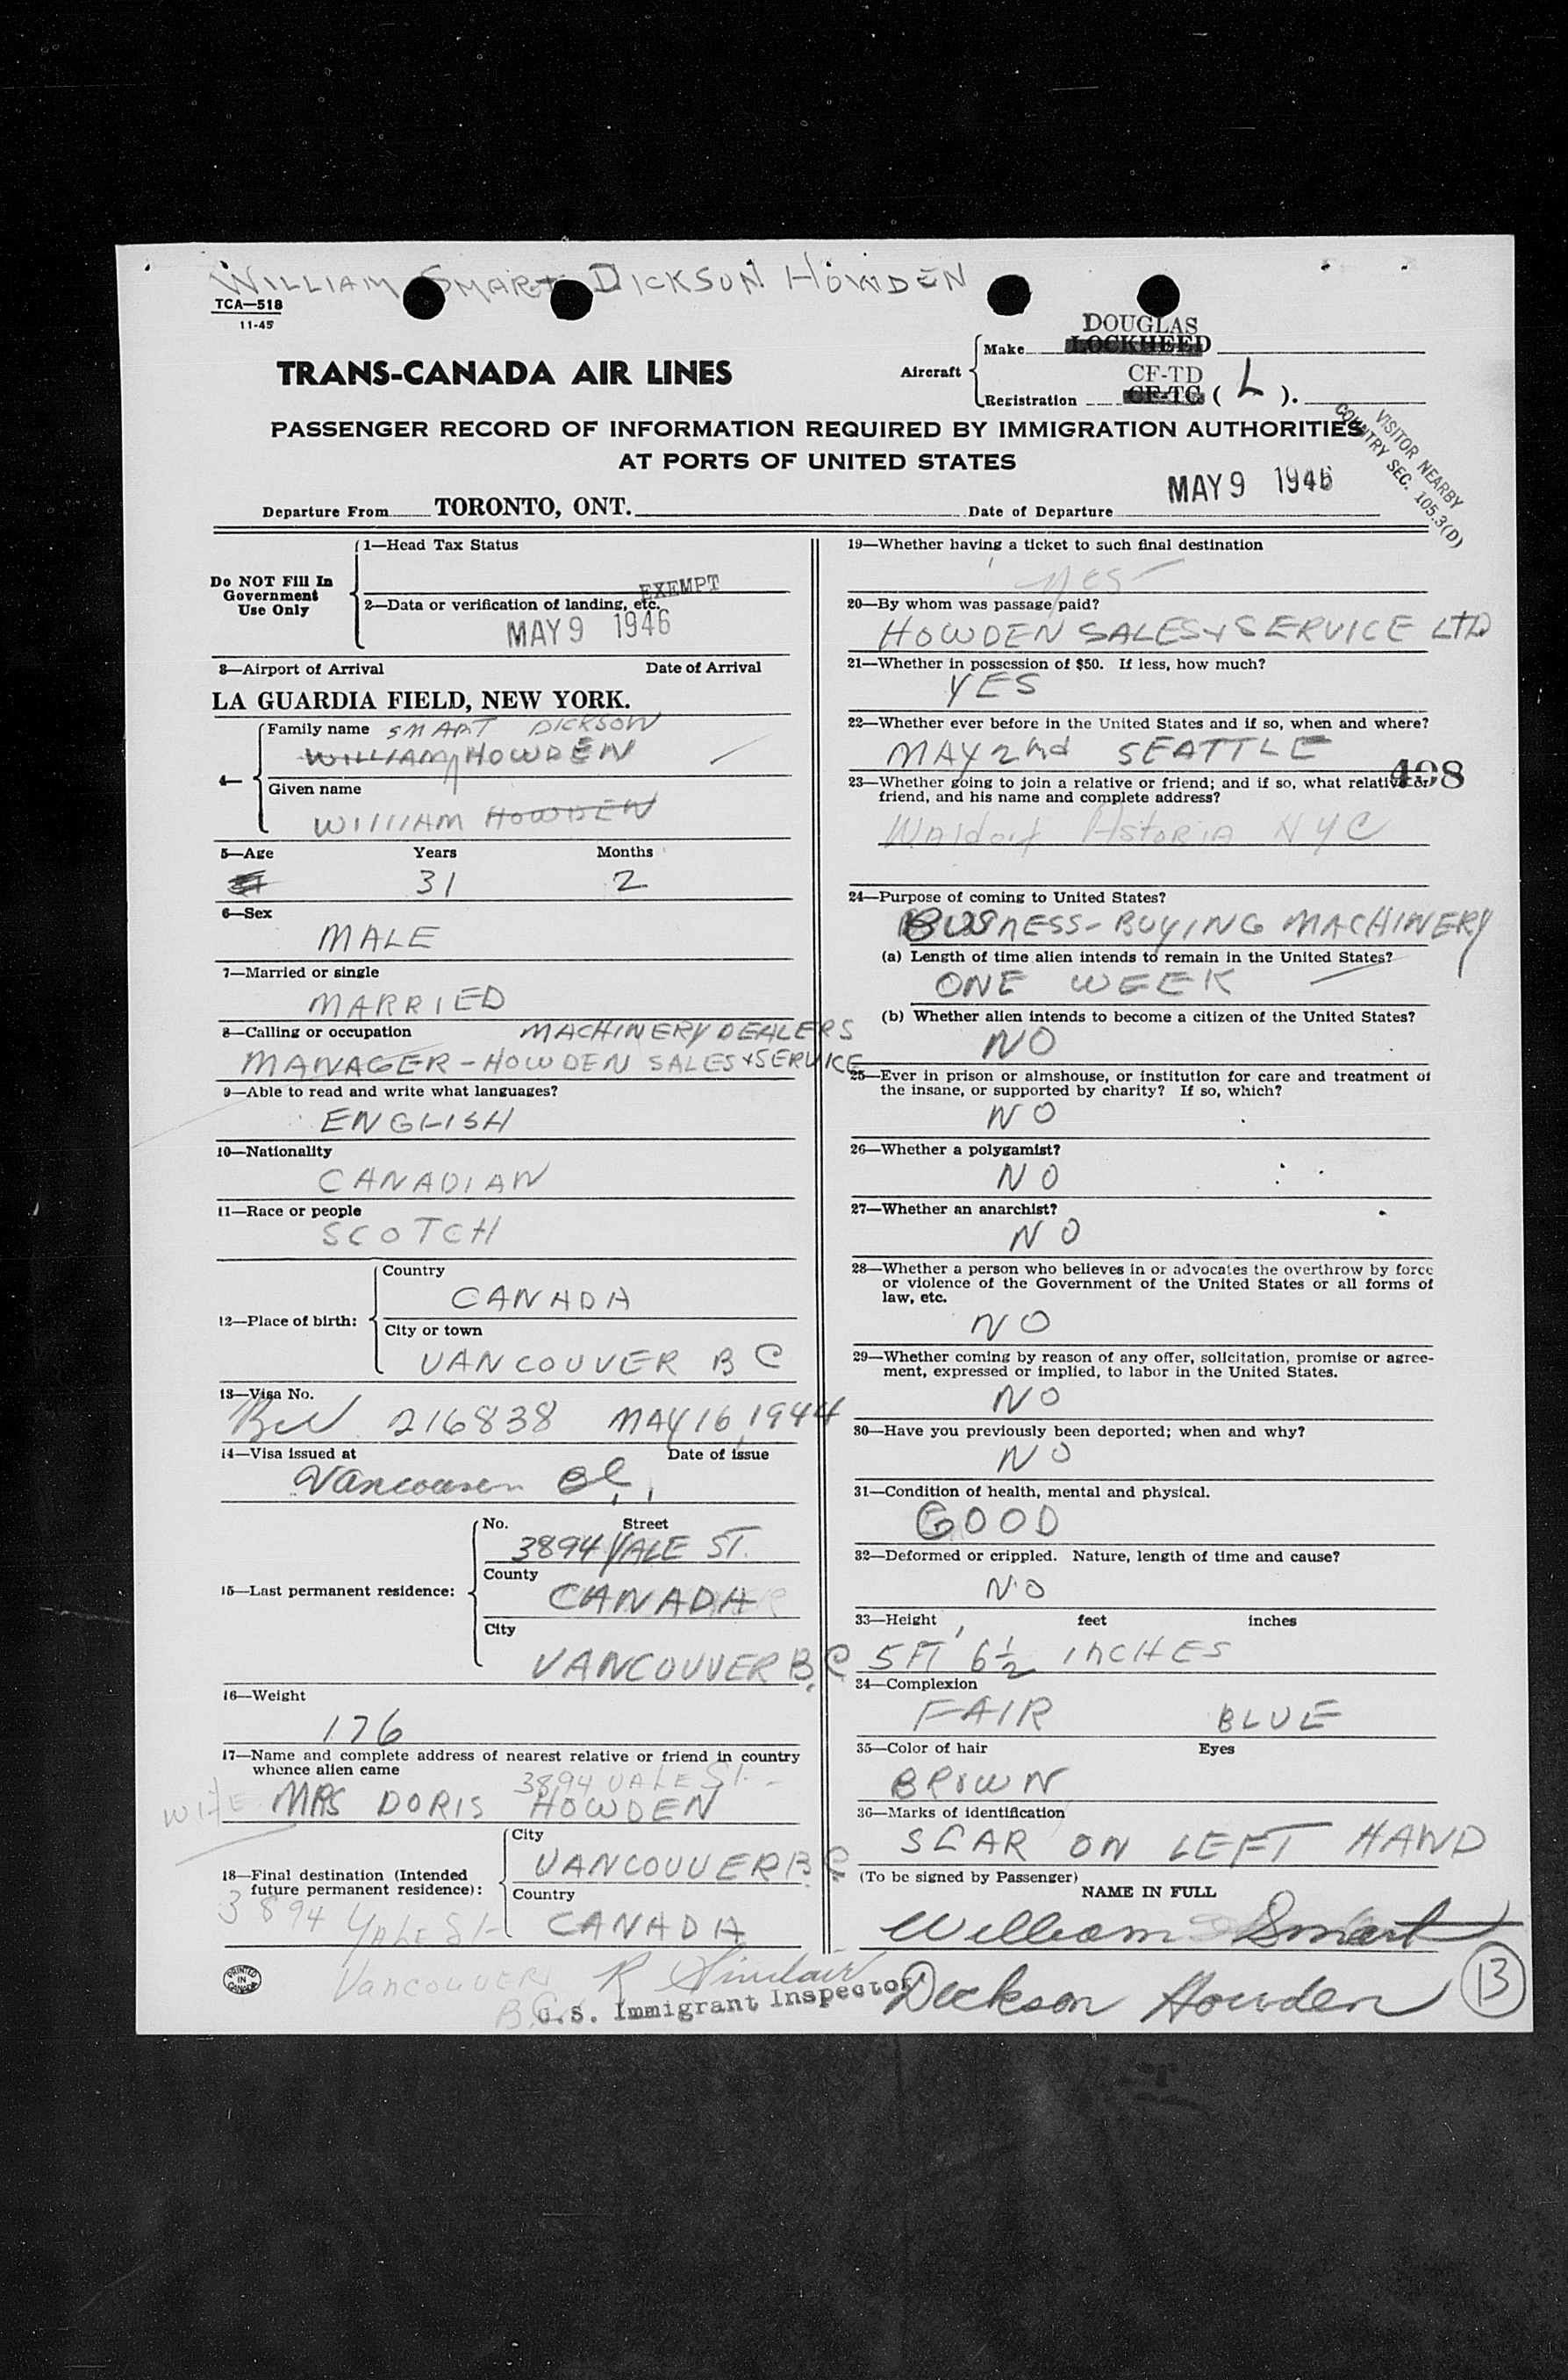 WILLIAM SMART DICKSON HOWDEN
TCA—518
11-45
TRANS-CANADA AIR LINES
Aircraft
Make
DOUGLAS
LOCKHEED
Registration
CF-TD
CF-TC ( L ).
PASSENGER RECORD OF INFORMATION REQUIRED BY IMMIGRATION AUTHORITIES
AT PORTS OF UNITED STATES
VISITOR NEARBY
COUNTRY SEC. 105.3(D)
Departure From TORONTO, ONT.
Date of Departure MAY 9 1946
Do NOT Fill In
Government
Use Only
1—Head Tax Status
EXEMPT
2—Data or verification of landing, etc.
MAY 9 1946
3—Airport of Arrival Date of Arrival
LA GUARDIA FIELD, NEW YORK.
4—
Family name SMART DICKSON
WILLIAM HOWDEN
Given name
WILLIAM HOWDEN
5—Age Years Months
31 2
6—Sex
MALE
7—Married or single
MARRIED
8—Calling or occupation MACHINERY DEALERS
MANAGER - HOWDEN SALES + SERVICE
9—Able to read and write what languages?
ENGLISH
10—Nationality
CANADIAN
11—Race or people
SCOTCH
12—Place of birth:
Country
CANADA
City or town
VANCOUVER B C
13—Visa No.
216838 MAY 16, 1944
14—Visa issued at Date of issue
Vancouver BC,
15—Last permanent residence:
No. Street
3894 YALE ST.
County
CANADA
City
VANCOUVER B.C
16—Weight
176
17—Name and complete address of nearest relative or friend in country
whence alien came
3894 YALE St.
WIFE MRS DORIS HOWDEN
18—Final destination (Intended
future permanent residence):
City
VANCOUVER B.C
Country
CANADA
3894 YALE St
VANCOUVER
B.C.
PRINTED
IN
CANADA
R Sinclair
U.S. Immigrant Inspector
19—Whether having a ticket to such final destination
yes
20—By whom was passage paid?
HOWDEN SALES + SERVICE LTD
21—Whether in possession of $50. If less, how much?
YES
22—Whether ever before in the United States and if so, when and where?
MAY 2nd SEATTLE
498
23—Whether going to join a relative or friend; and if so, what relative or
friend, and his name and complete address?
Waldorf Astoria NYC
24—Purpose of coming to United States?
BUSINESS - BUYING MACHINERY
(a) Length of time alien intends to remain in the United States?
ONE WEEK
(b) Whether alien intends to become a citizen of the United States?
NO
25—Ever in prison or almshouse, or institution for care and treatment of
the insane, or supported by charity? If so, which?
NO
26—Whether a polygamist?
NO
27—Whether an anarchist?
NO
28—Whether a person who believes in or advocates the overthrow by force
or violence of the Government of the United States or all forms of
law, etc.
NO
29—Whether coming by reason of any offer, solicitation, promise or agree-
ment, expressed or implied, to labor in the United States.
NO
30—Have you previously been deported; when and why?
NO
31—Condition of health, mental and physical.
GOOD
32—Deformed or crippled. Nature, length of time and cause?
NO
33—Height feet inches
5 FT 6½ INCHES
34—Complexion
FAIR BLUE
35—Color of hair Eyes
BROWN
36—Marks of identification
SCAR ON LEFT HAND
(To be signed by Passenger)
NAME IN FULL
William Smart
Dickson Howden
13